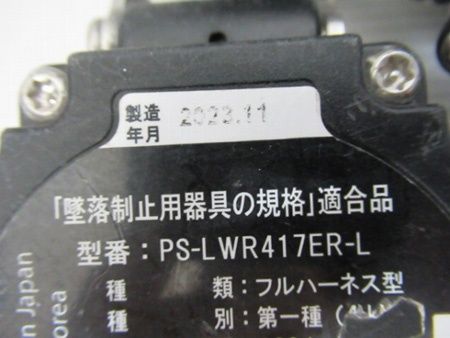 製造
年月 2023.11
「墜落制止用器具の規格」適合品
型番：PS-LWR417ER-L
種　類：フルハーネス型
種　別：第一種
n Japan
orea